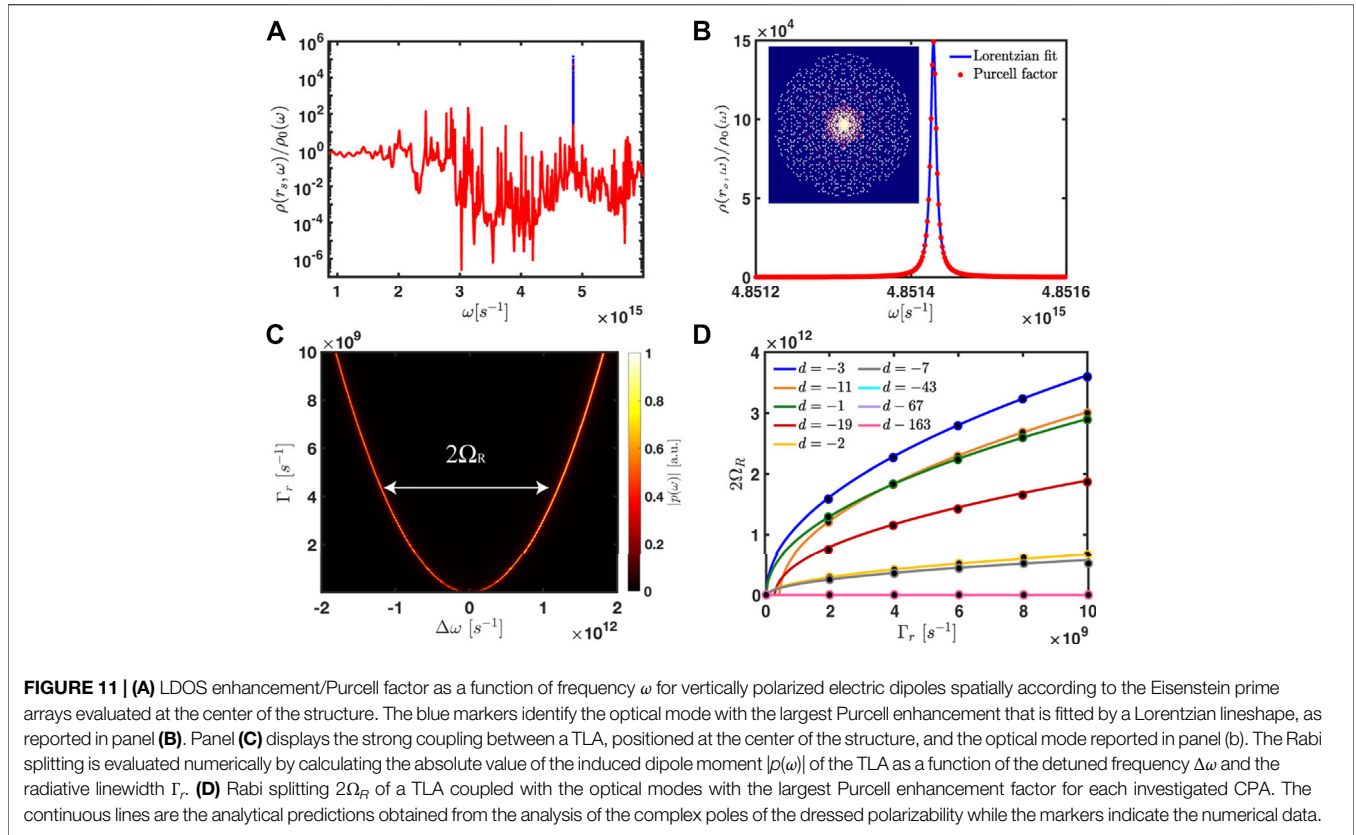 A
10^6
10^4
10^2
10^0
10^-2
10^-4
10^-6
ρ(r_s, ω)/ρ_0(ω)
1 2 3 4 5
ω[s^-1]
×10^15
B
×10^4
15
10
5
0
ρ(r_s, ω)/ρ_0(ω)
Lorentzian fit
Purcell factor
4.8512 4.8514 4.8516
ω[s^-1]
×10^15
C
×10^9
10
8
6
4
2
Γ_r [s^-1]
2Ω_R
1
0.8
0.6
0.4
0.2
0
|p(ω)| [a.u.]
-2 -1 0 1 2
Δω [s^-1]
×10^12
D
×10^12
4
3
2
1
0
2Ω_R
d = −3
d = −11
d = −1
d = −19
d = −2
d = −7
d = −43
d − 67
d − 163
0 2 4 6 8 10
Γ_r [s^-1]
×10^9
FIGURE 11 | (A) LDOS enhancement/Purcell factor as a function of frequency ω for vertically polarized electric dipoles spatially according to the Eisenstein prime
arrays evaluated at the center of the structure. The blue markers identify the optical mode with the largest Purcell enhancement that is fitted by a Lorentzian lineshape, as
reported in panel (B). Panel (C) displays the strong coupling between a TLA, positioned at the center of the structure, and the optical mode reported in panel (b). The Rabi
splitting is evaluated numerically by calculating the absolute value of the induced dipole moment |p(ω)| of the TLA as a function of the detuned frequency Δω and the
radiative linewidth Γ_r. (D) Rabi splitting 2Ω_R of a TLA coupled with the optical modes with the largest Purcell enhancement factor for each investigated CPA. The
continuous lines are the analytical predictions obtained from the analysis of the complex poles of the dressed polarizability while the markers indicate the numerical data.